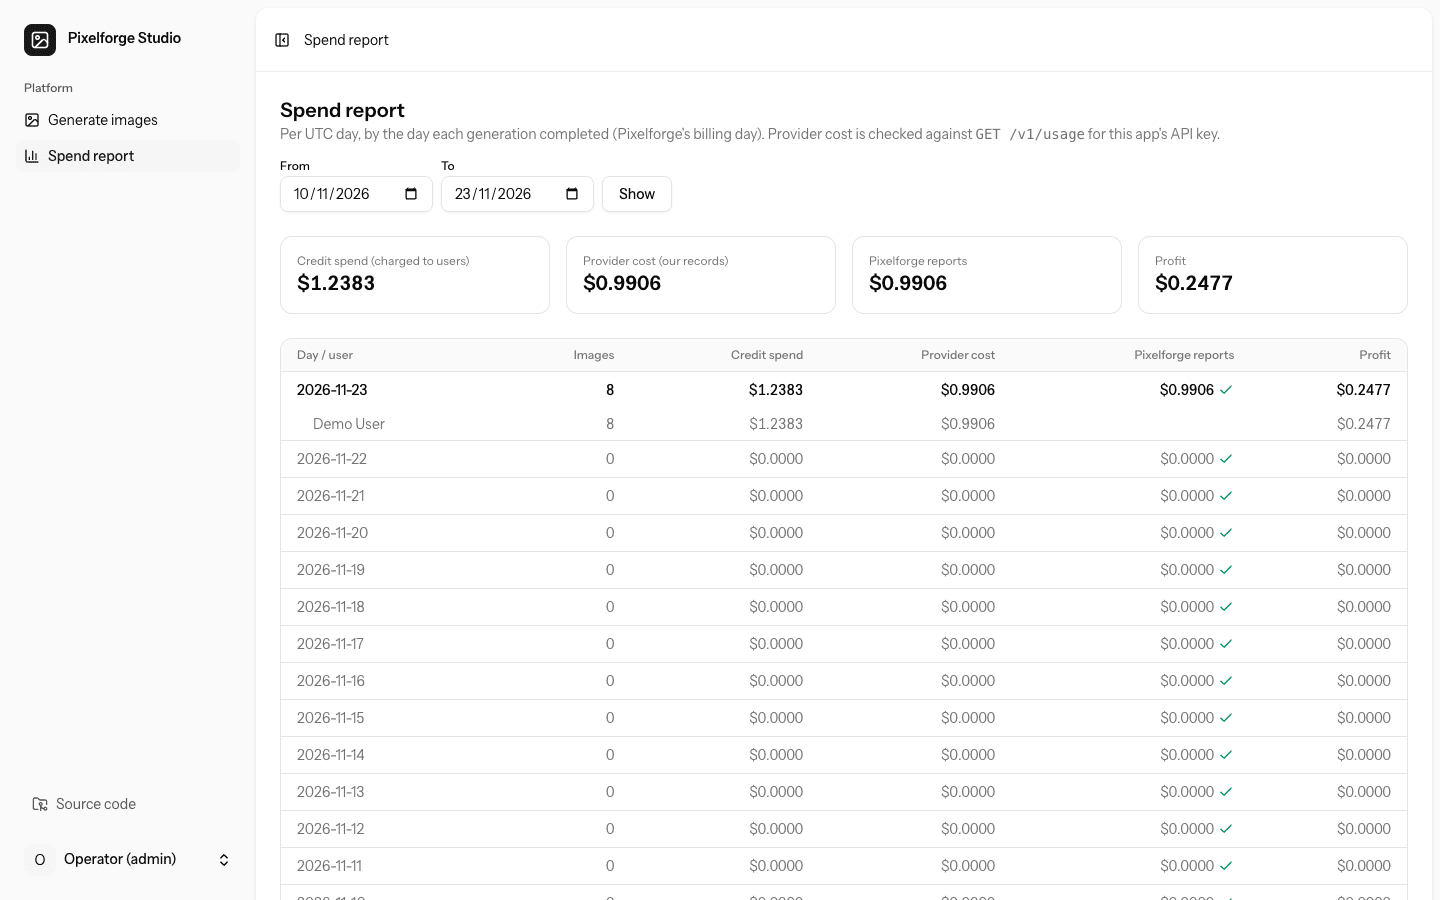 Pixelforge Studio
Platform
Generate images
Spend report
Source code
O Operator (admin)
Spend report
Spend report
Per UTC day, by the day each generation completed (Pixelforge's billing day). Provider cost is checked against GET /v1/usage for this app's API key.
From To
10/11/2026 23/11/2026 Show
Credit spend (charged to users) Provider cost (our records) Pixelforge reports Profit
$1.2383 $0.9906 $0.9906 $0.2477
Day / user Images Credit spend Provider cost Pixelforge reports Profit
2026-11-23 8 $1.2383 $0.9906 $0.9906 $0.2477
Demo User 8 $1.2383 $0.9906 $0.2477
2026-11-22 0 $0.0000 $0.0000 $0.0000 $0.0000
2026-11-21 0 $0.0000 $0.0000 $0.0000 $0.0000
2026-11-20 0 $0.0000 $0.0000 $0.0000 $0.0000
2026-11-19 0 $0.0000 $0.0000 $0.0000 $0.0000
2026-11-18 0 $0.0000 $0.0000 $0.0000 $0.0000
2026-11-17 0 $0.0000 $0.0000 $0.0000 $0.0000
2026-11-16 0 $0.0000 $0.0000 $0.0000 $0.0000
2026-11-15 0 $0.0000 $0.0000 $0.0000 $0.0000
2026-11-14 0 $0.0000 $0.0000 $0.0000 $0.0000
2026-11-13 0 $0.0000 $0.0000 $0.0000 $0.0000
2026-11-12 0 $0.0000 $0.0000 $0.0000 $0.0000
2026-11-11 0 $0.0000 $0.0000 $0.0000 $0.0000